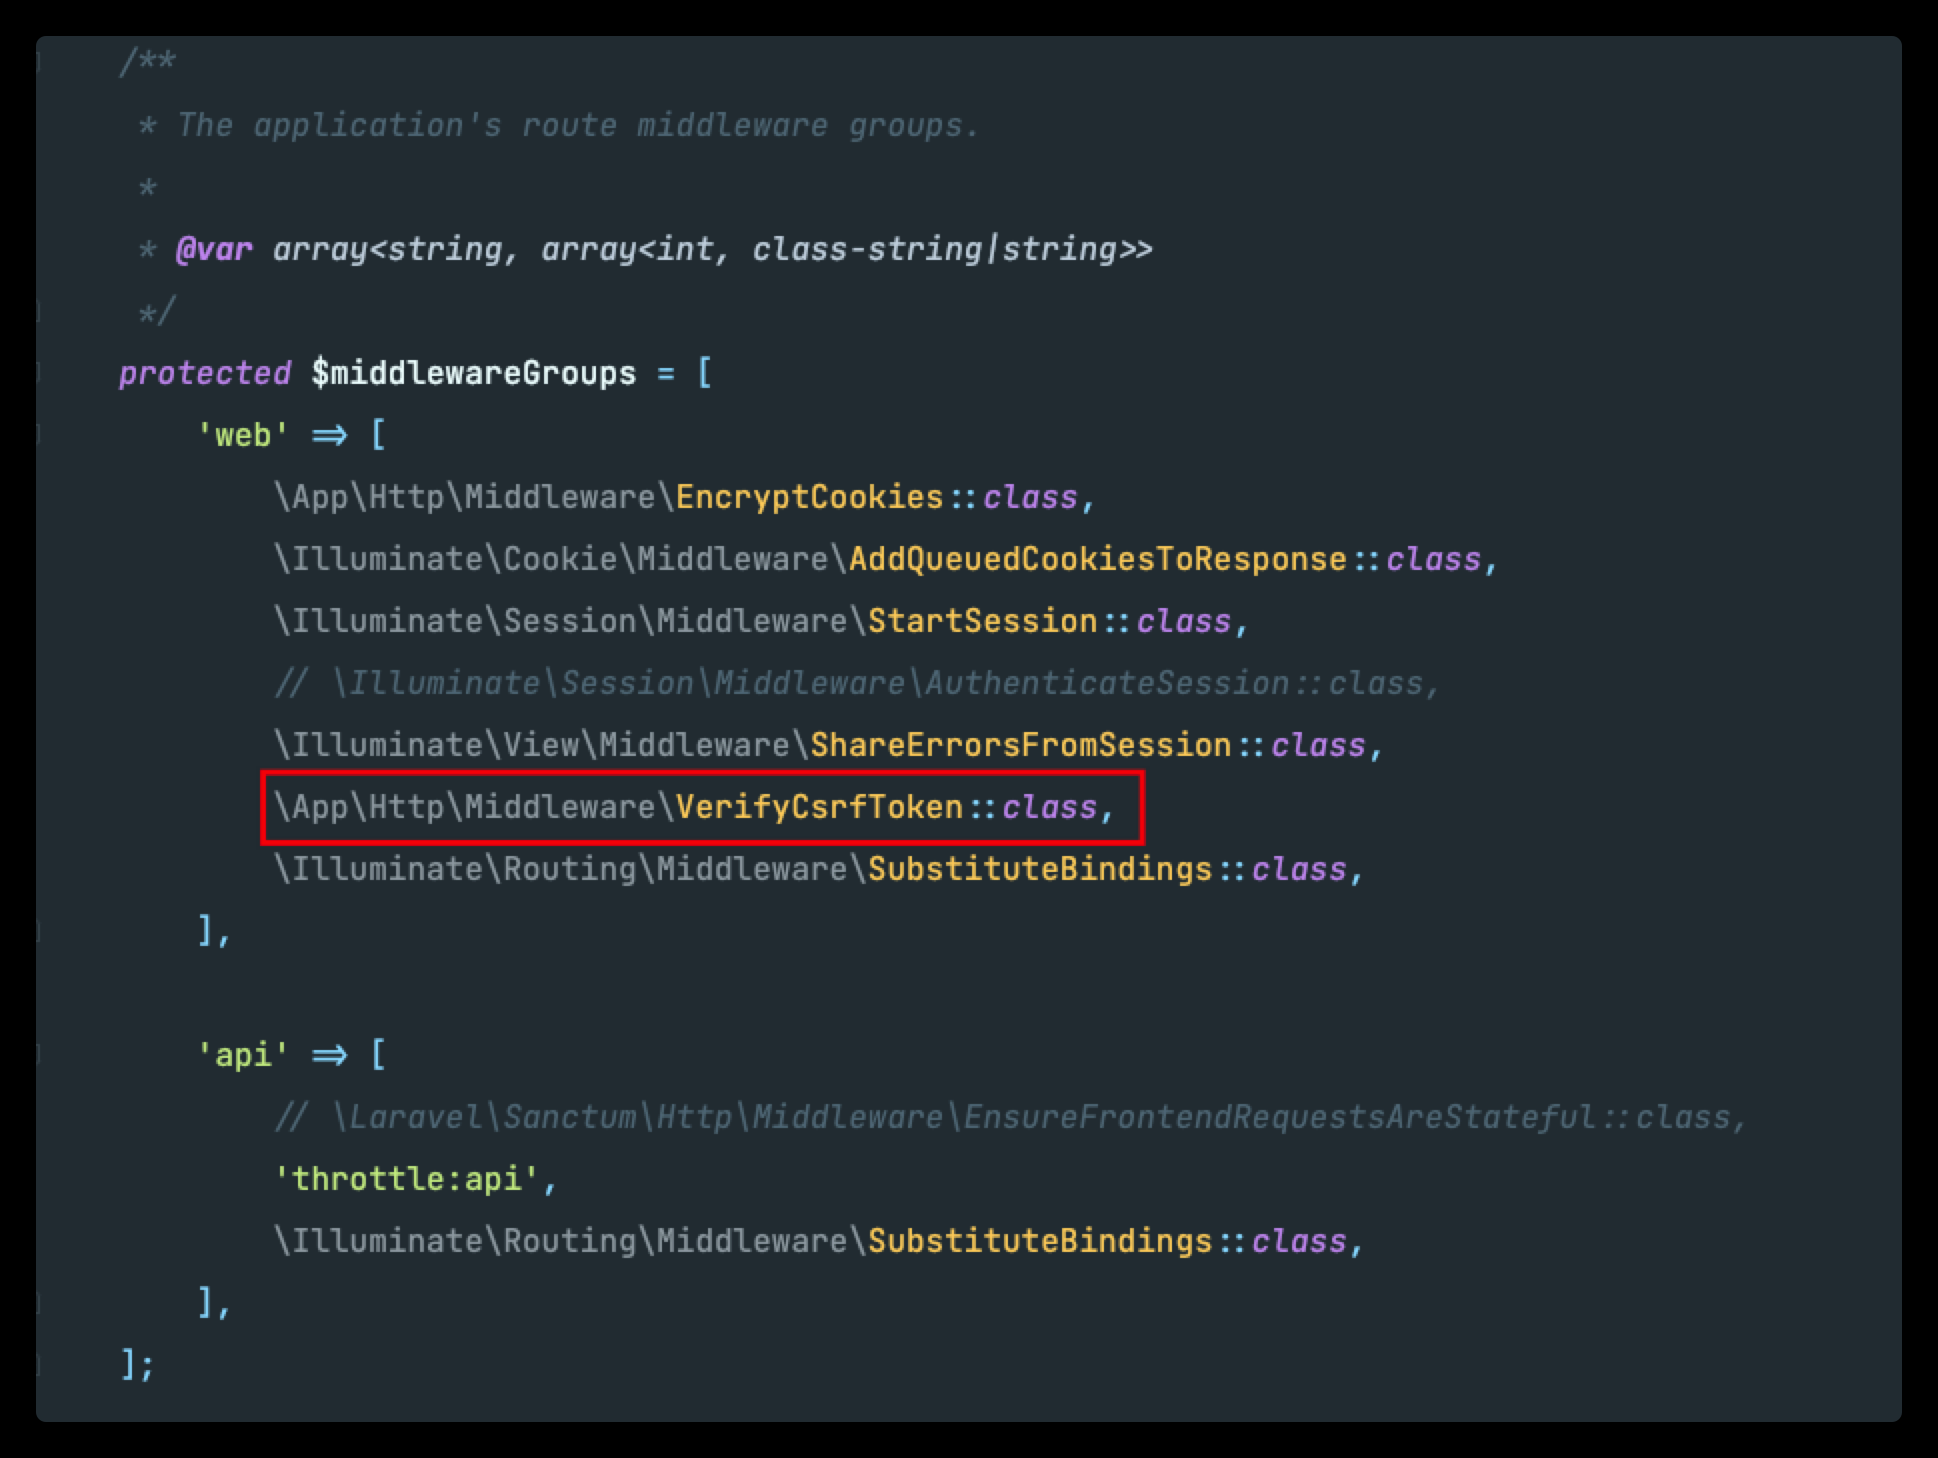 /**
* The application's route middleware groups.
*
* @var array<string, array<int, class-string|string>>
*/
protected $middlewareGroups = [
'web' => [
\App\Http\Middleware\EncryptCookies::class,
\Illuminate\Cookie\Middleware\AddQueuedCookiesToResponse::class,
\Illuminate\Session\Middleware\StartSession::class,
// \Illuminate\Session\Middleware\AuthenticateSession::class,
\Illuminate\View\Middleware\ShareErrorsFromSession::class,
\App\Http\Middleware\VerifyCsrfToken::class,
\Illuminate\Routing\Middleware\SubstituteBindings::class,
],
'api' => [
// \Laravel\Sanctum\Http\Middleware\EnsureFrontendRequestsAreStateful::class,
'throttle:api',
\Illuminate\Routing\Middleware\SubstituteBindings::class,
],
];